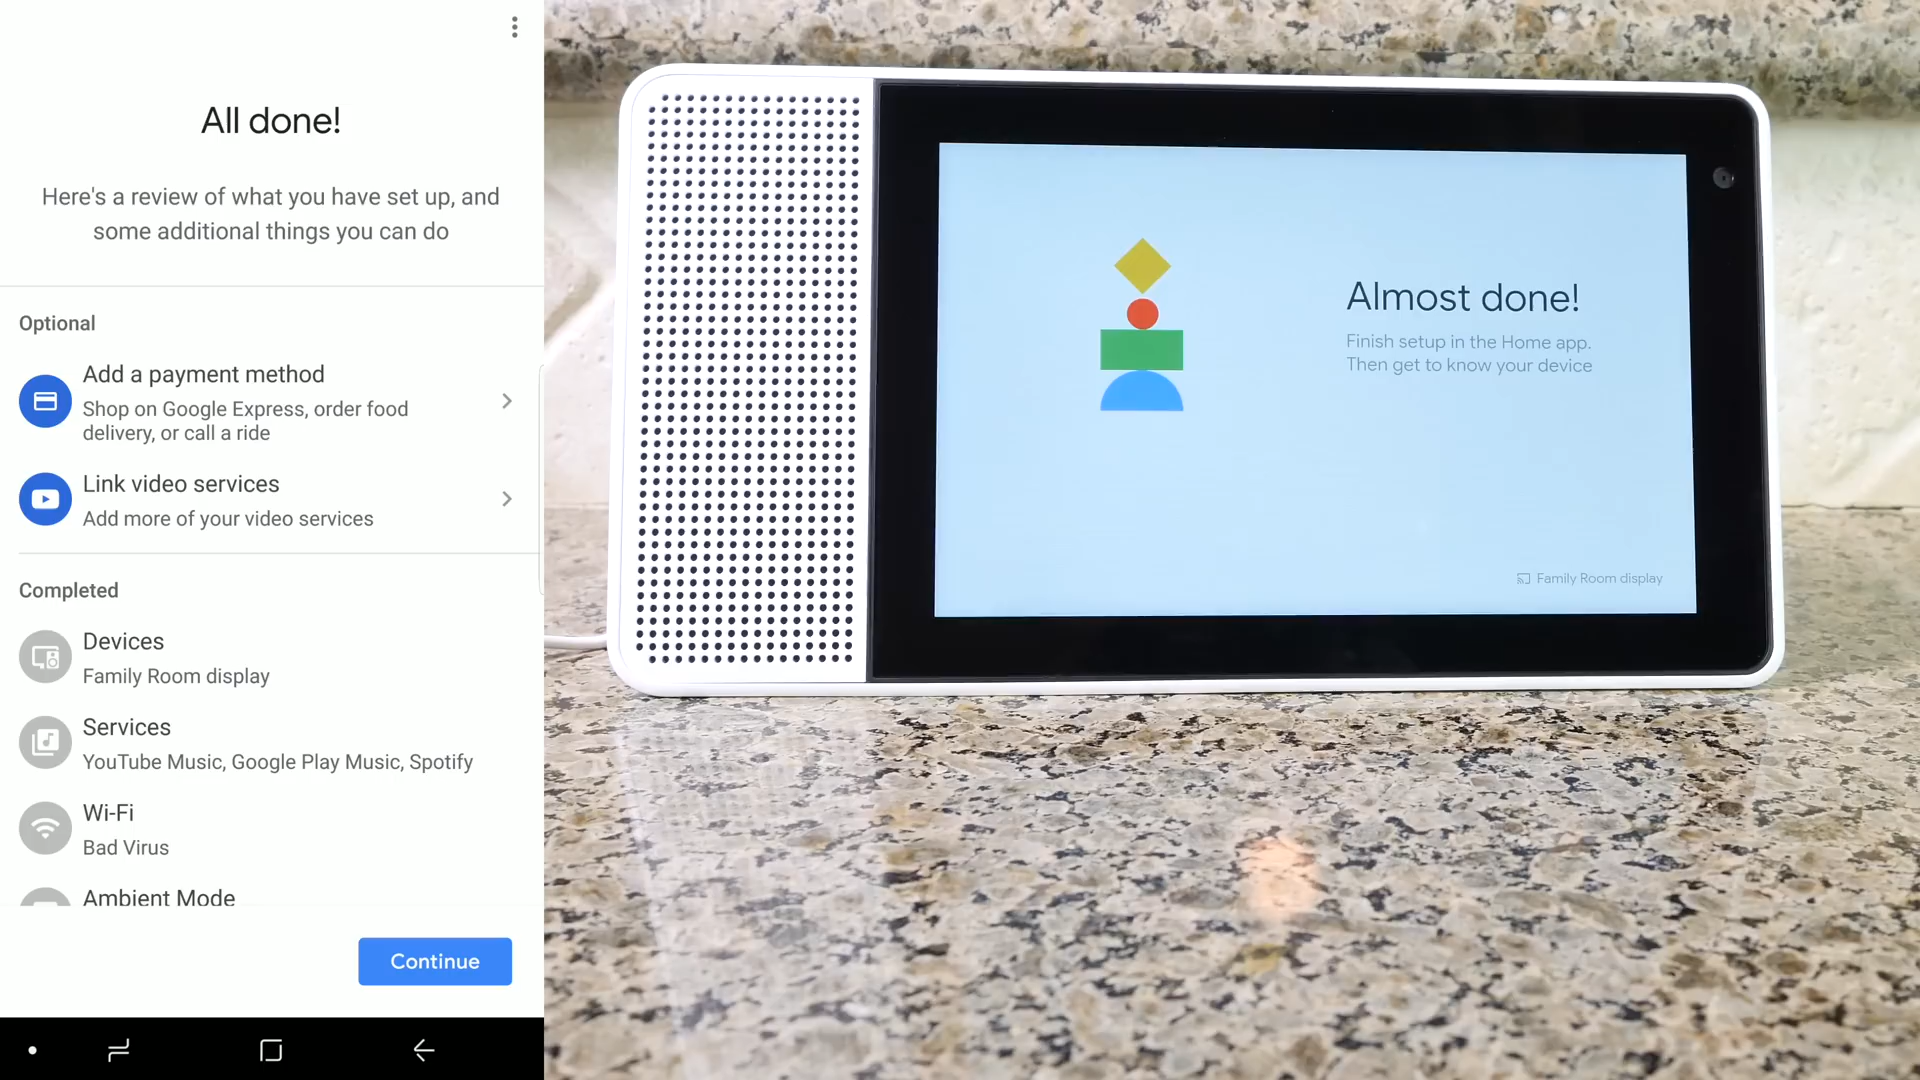 All done!
Here's a review of what you have set up, and
some additional things you can do
Optional
Add a payment method
Shop on Google Express, order food
delivery, or call a ride
Link video services
Add more of your video services
Completed
Devices
Family Room display
Services
YouTube Music, Google Play Music, Spotify
Wi-Fi
Bad Virus
Ambient Mode
Continue
Almost done!
Finish setup in the Home app.
Then get to know your device
Family Room display